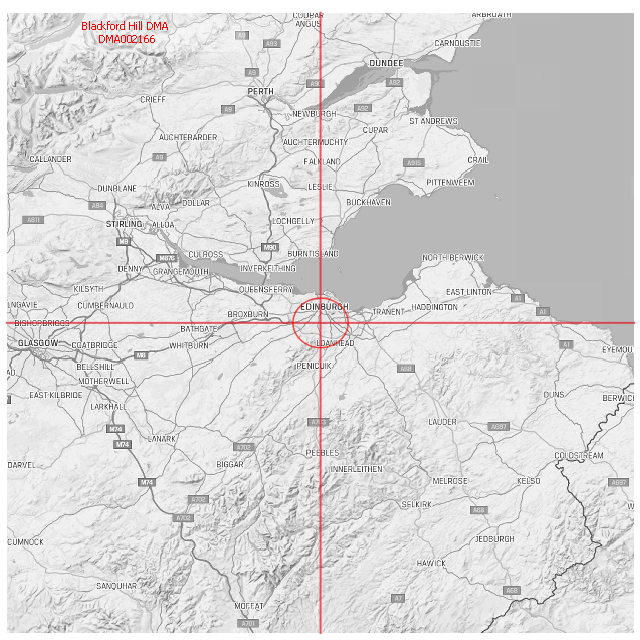 Blackford Hill DMA
DMA002166
COUPAR
ANGUS
ARBROATH
A9
A93
CARNOUSTIE
DUNDEE
A9
A90
A92
PERTH
CRIEFF
A9
NEWBURGH
A92
ST ANDREWS
AUCHTERARDER
CUPAR
AUCHTERMUCHTY
CALLANDER
A9
FALKLAND
A915
CRAIL
DUNBLANE
KINROSS
LESLIE
PITTENWEEM
A84
ALVA
DOLLAR
BUCKHAVEN
A811
STIRLING
ALLOA
LOCHGELLY
M9
M90
M876
CULROSS
BURNTISLAND
NORTH BERWICK
DENNY
GRANGEMOUTH
INVERKEITHING
KILSYTH
QUEENSFERRY
EAST LINTON
LNGAVIE
CUMBERNAULD
EDINBURGH
HADDINGTON
A1
BROXBURN
TRANENT
A1
BISHOPBRIGGS
BATHGATE
GLASGOW
COATBRIDGE
WHITBURN
LOANHEAD
A1
EYEMOU
M8
BELLSHILL
PENICUIK
A68
AD
MOTHERWELL
EAST KILBRIDE
DUNS
BERWIC
LARKHALL
A703
LAUDER
A697
M74
LANARK
M74
A702
PEEBLES
COLDSTREAM
DARVEL
BIGGAR
INNERLEITHEN
M74
MELROSE
KELSO
A697
A702
SELKIRK
A68
W
A702
CUMNOCK
JEDBURGH
HAWICK
SANQUHAR
A68
MOFFAT
A7
A701